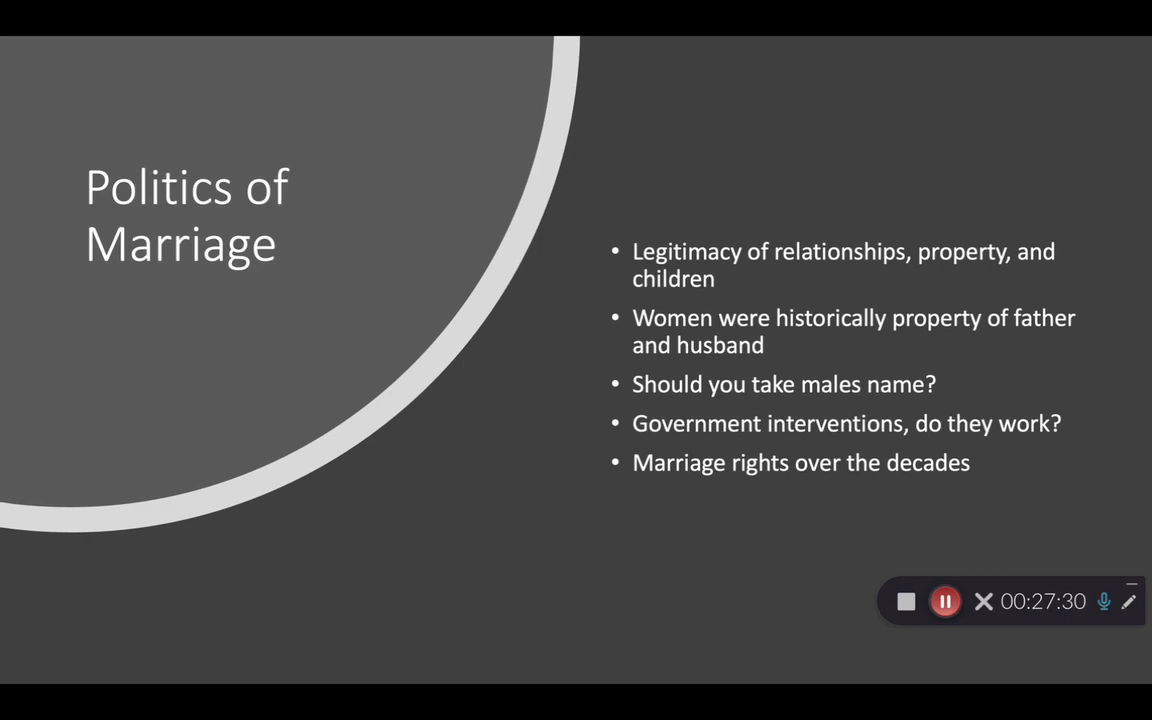 Politics of
Marriage
• Legitimacy of relationships, property, and
children
• Women were historically property of father
and husband
• Should you take males name?
• Government interventions, do they work?
• Marriage rights over the decades
00:27:30